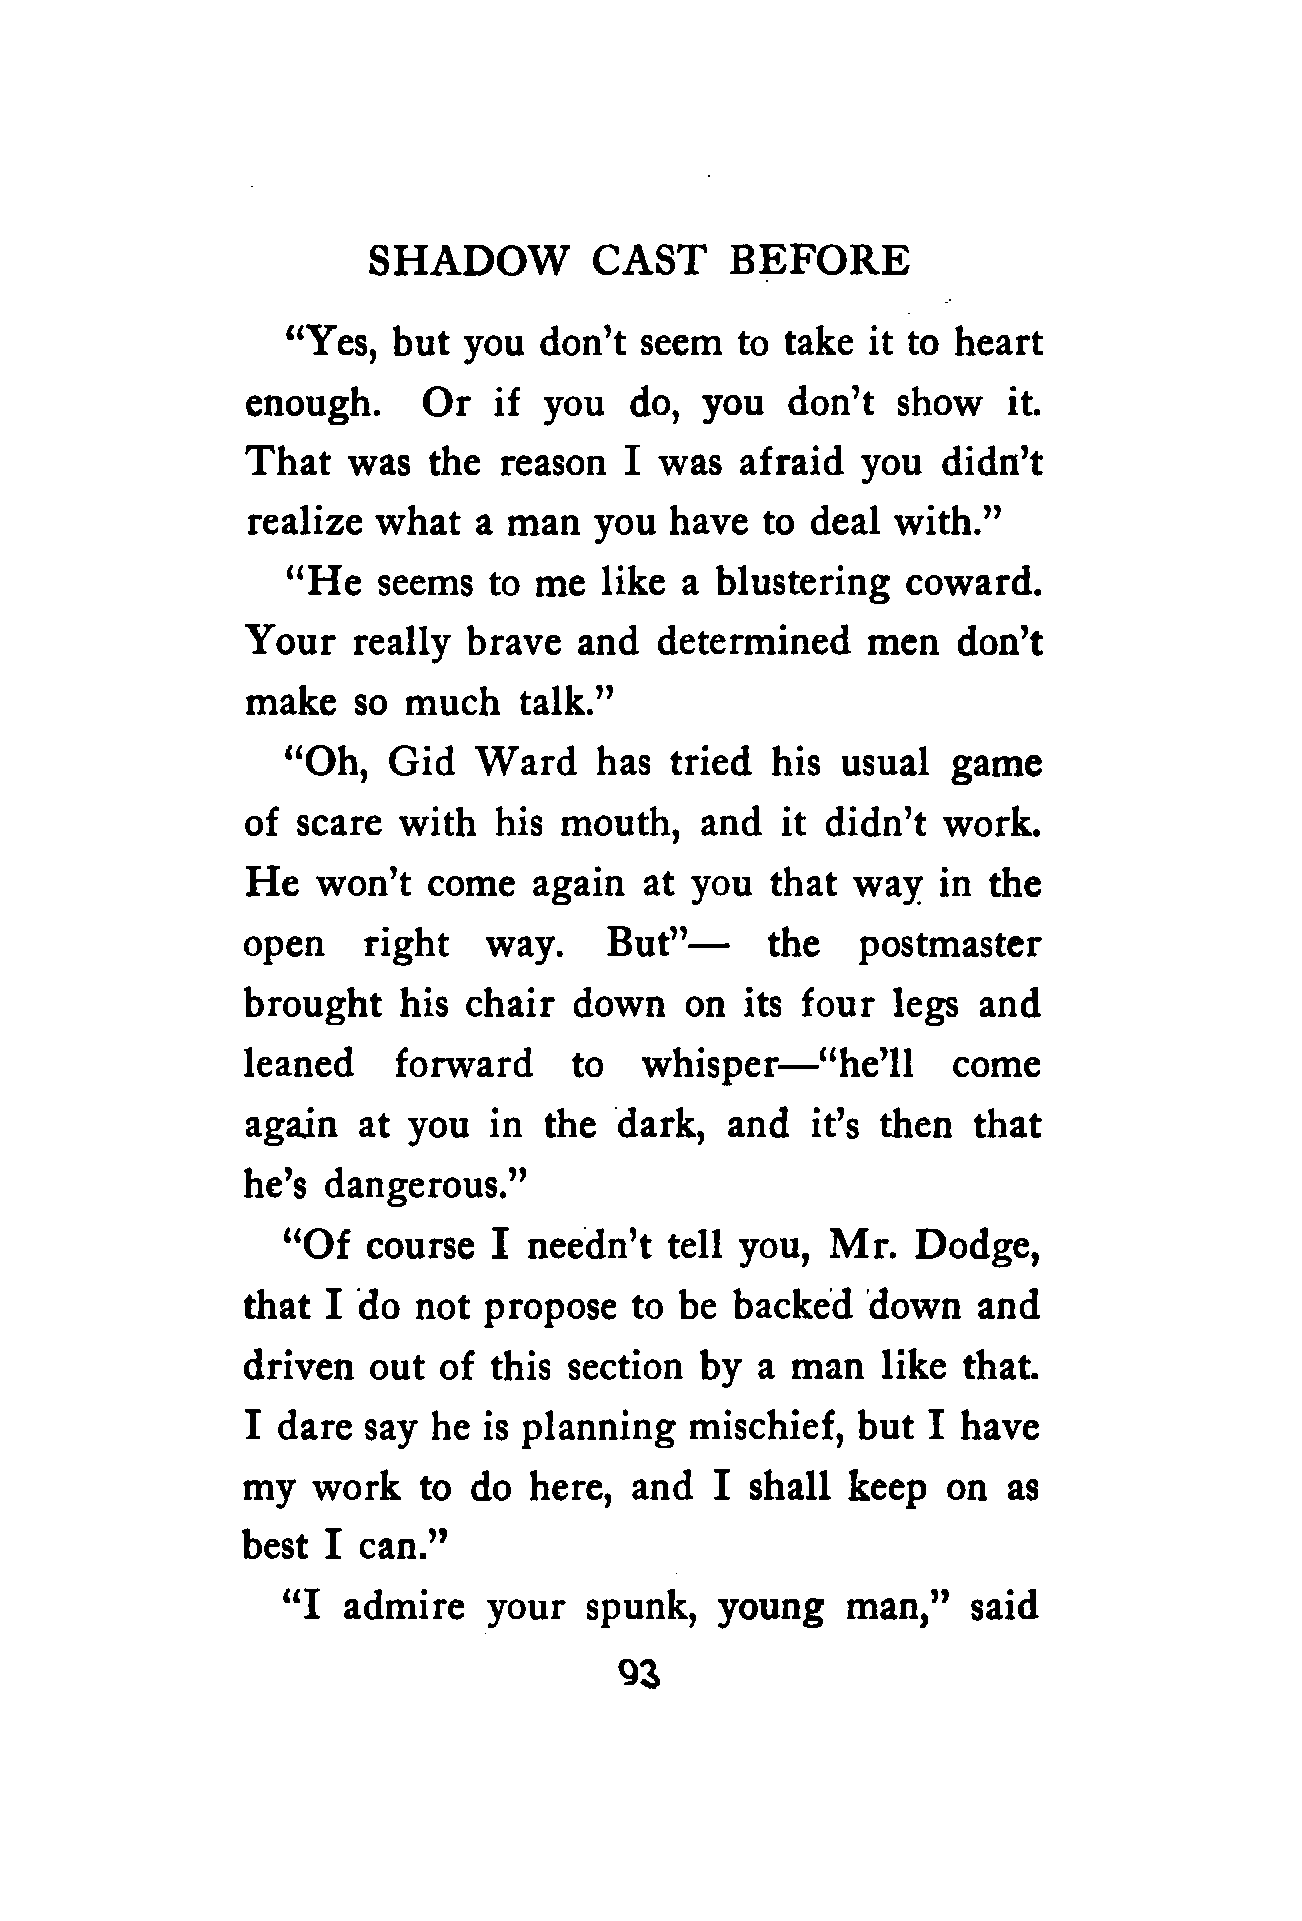 SHADOW CAST BEFORE
“Yes, but you don’t seem to take it to heart
enough. Or if you do, you don’t show it.
That was the reason I was afraid you didn’t
realize what a man you have to deal with.”
“He seems to me like a blustering coward.
Your really brave and determined men don’t
make so much talk.”
“Oh, Gid Ward has tried his usual game
of scare with his mouth, and it didn’t work.
He won’t come again at you that way in the
open right way. But”— the postmaster
brought his chair down on its four legs and
leaned forward to whisper—“he’ll come
again at you in the dark, and it’s then that
he’s dangerous.”
“Of course I needn’t tell you, Mr. Dodge,
that I do not propose to be backed down and
driven out of this section by a man like that.
I dare say he is planning mischief, but I have
my work to do here, and I shall keep on as
best I can.”
“I admire your spunk, young man,” said
93